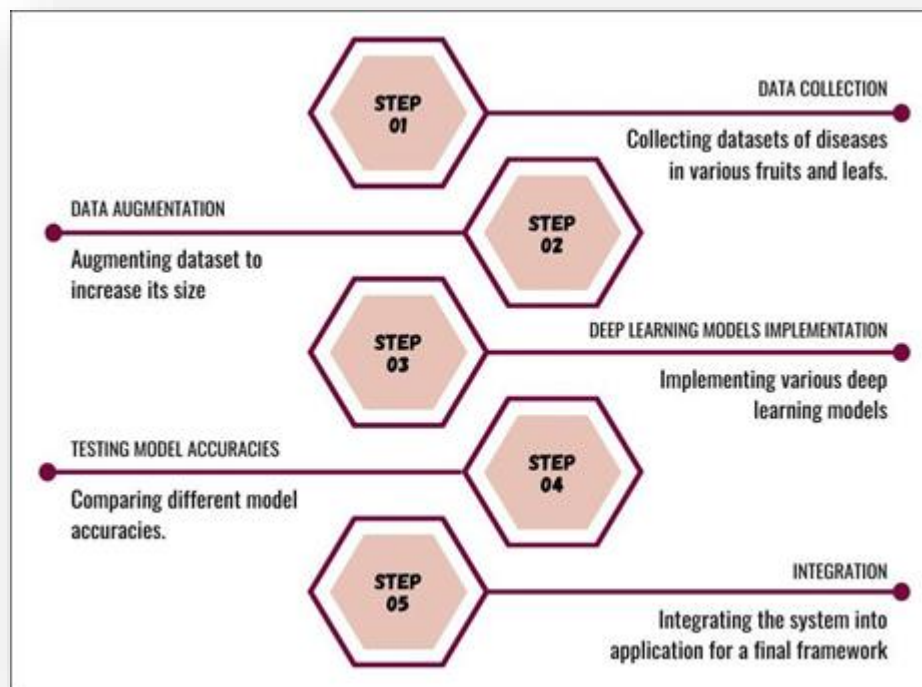 STEP
01
DATA COLLECTION
Collecting datasets of diseases
in various fruits and leafs.
DATA AUGMENTATION
Augmenting dataset to
increase its size
STEP
02
STEP
03
DEEP LEARNING MODELS IMPLEMENTATION
Implementing various deep
learning models
TESTING MODEL ACCURACIES
Comparing different model
accuracies.
STEP
04
STEP
05
INTEGRATION
Integrating the system into
application for a final framework